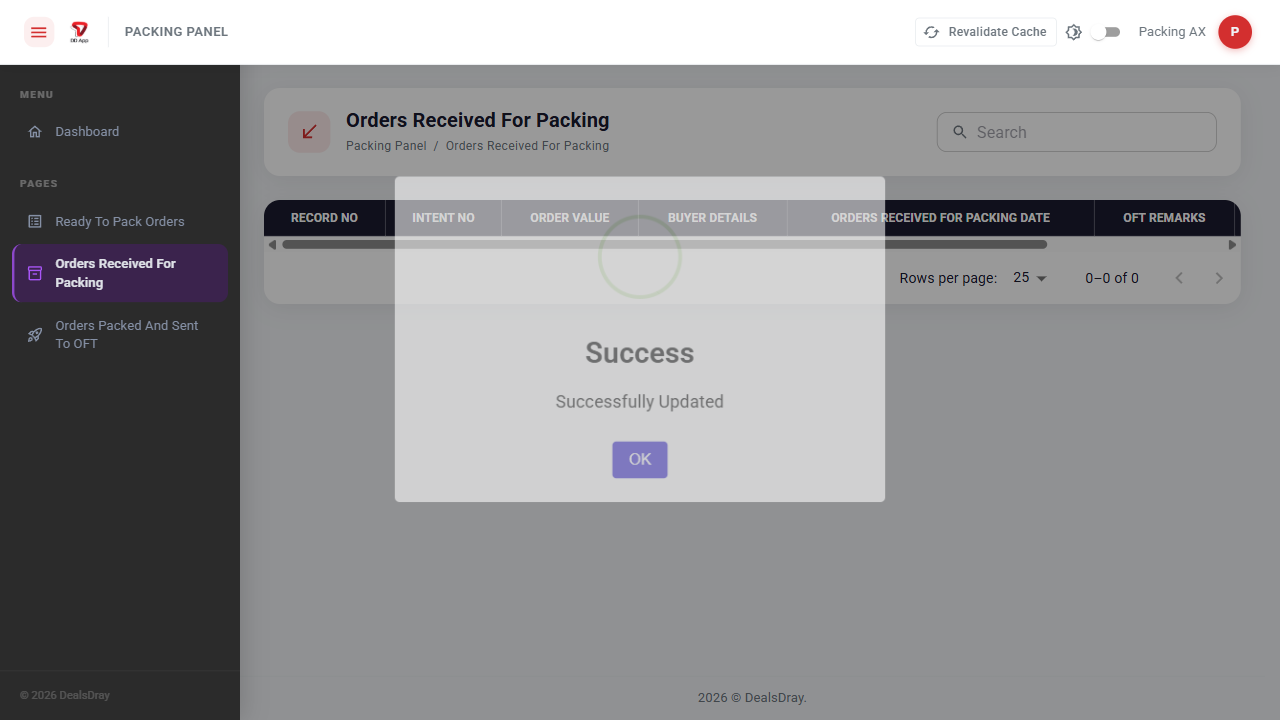 DD App
PACKING PANEL
Revalidate Cache
Packing AX
P
MENU
Dashboard
PAGES
Ready To Pack Orders
Orders Received For
Packing
Orders Packed And Sent
To OFT
© 2026 DealsDray
Orders Received For Packing
Packing Panel / Orders Received For Packing
Search
RECORD NO INTENT NO ORDER VALUE BUYER DETAILS ORDERS RECEIVED FOR PACKING DATE OFT REMARKS
Rows per page: 25 0–0 of 0
Success
Successfully Updated
OK
2026 © DealsDray.